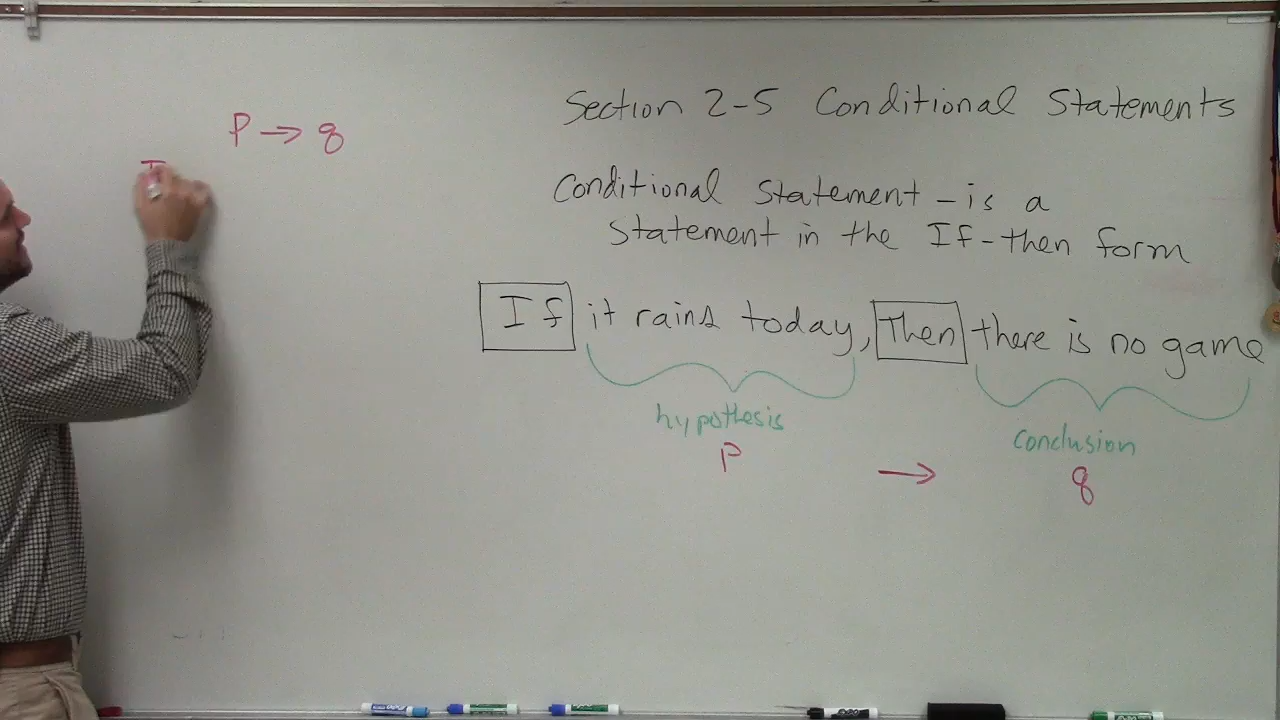 P → q
Section 2-5 Conditional Statements
Conditional Statement - is a
Statement in the If-then form
If it rains today, Then there is no game
hypothesis
conclusion
P → q